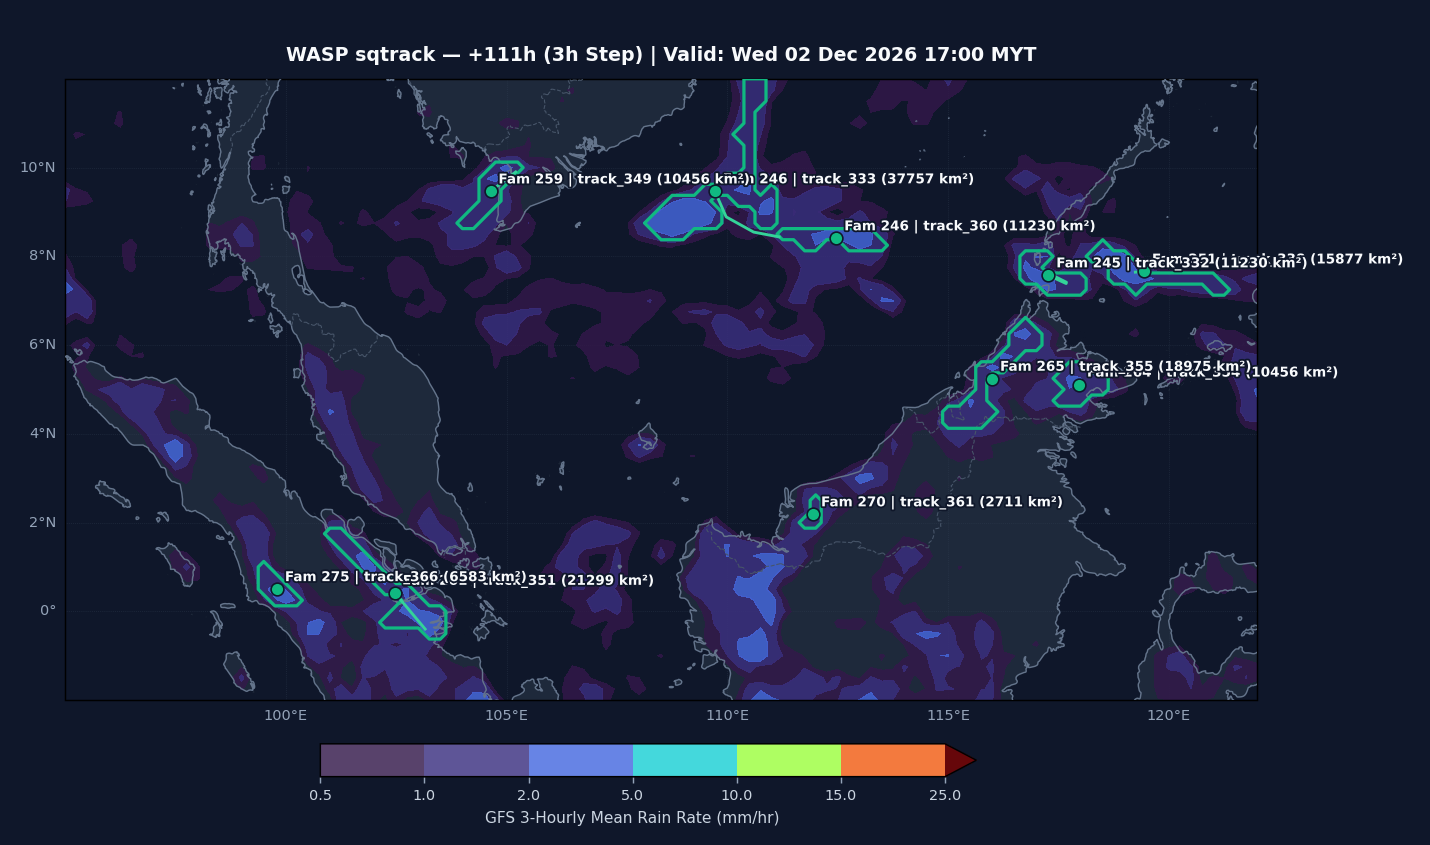 WASP sqtrack — +111h (3h Step) | Valid: Wed 02 Dec 2026 17:00 MYT
10°N
8°N
6°N
4°N
2°N
0°
Fam 259 | track_349 (10456 km²)
246 | track_333 (37757 km²)
Fam 246 | track_360 (11230 km²)
Fam 245 | track_332 (11230 km²)
(15877 km²)
Fam 265 | track_355 (18975 km²)
(10456 km²)
Fam 270 | track_361 (2711 km²)
Fam 275 | track_366 (6583 km²)
track_351 (21299 km²)
100°E
105°E
110°E
115°E
120°E
0.5
1.0
2.0
5.0
10.0
15.0
25.0
GFS 3-Hourly Mean Rain Rate (mm/hr)